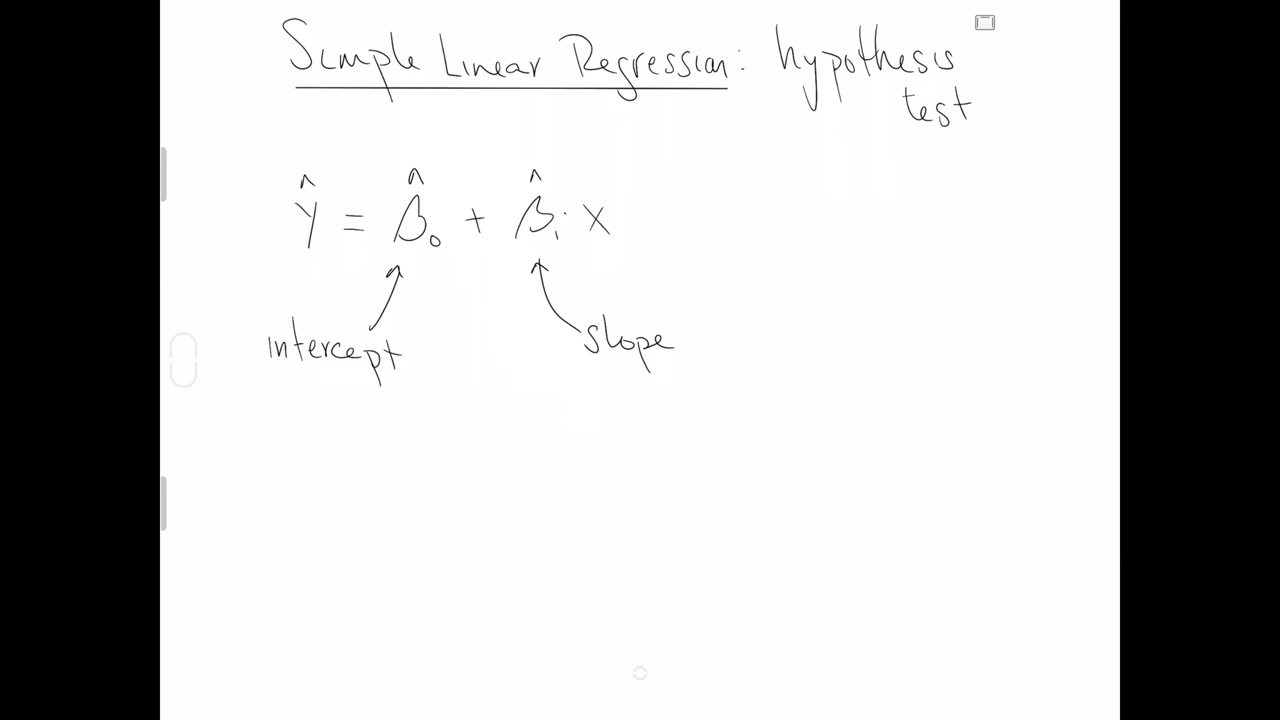 Simple Linear Regression: hypothesis
test
Ŷ = β̂₀ + β̂₁ · X
intercept
slope